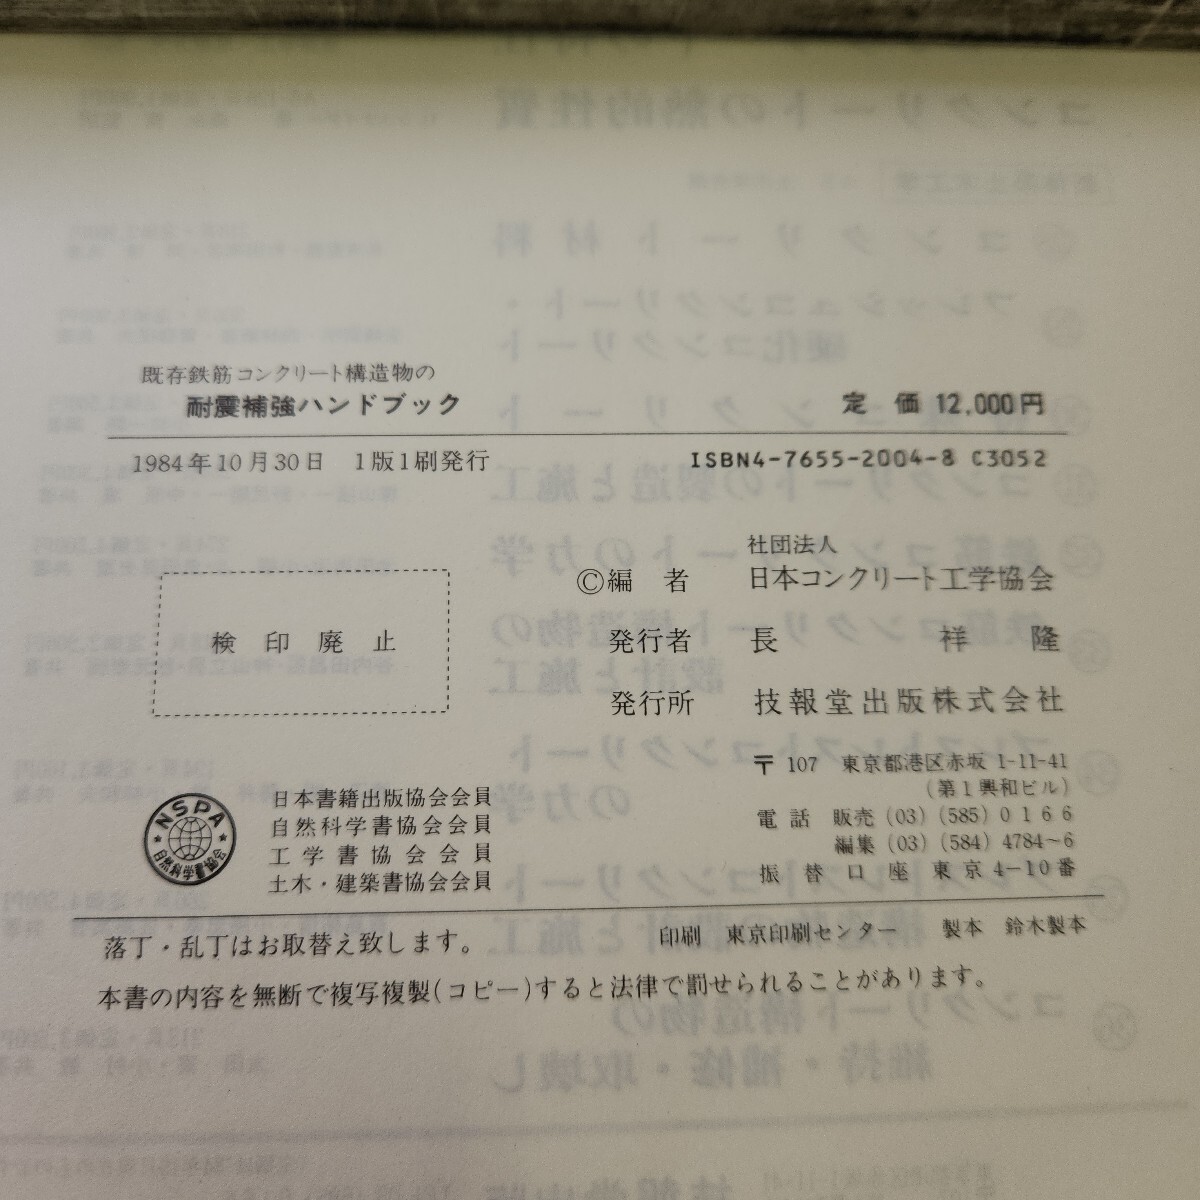 既存鉄筋コンクリート構造物の
耐震補強ハンドブック 定価 12,000円
1984年10月30日 1版1刷発行 ISBN4-7655-2004-8 C3052
社団法人
©編者 日本コンクリート工学協会
検印廃止
発行者 長 祥隆
発行所 技報堂出版株式会社
〒107 東京都港区赤坂 1-11-41
(第1興和ビル)
電話 販売 (03) (585) 0166
編集 (03) (584) 4784~6
振替口座 東京 4-10番
NSPA
自然科学書協会
日本書籍出版協会会員
自然科学書協会会員
工学書協会会員
土木・建築書協会会員
落丁・乱丁はお取替え致します。 印刷 東京印刷センター 製本 鈴木製本
本書の内容を無断で複写複製(コピー)すると法律で罰せられることがあります。